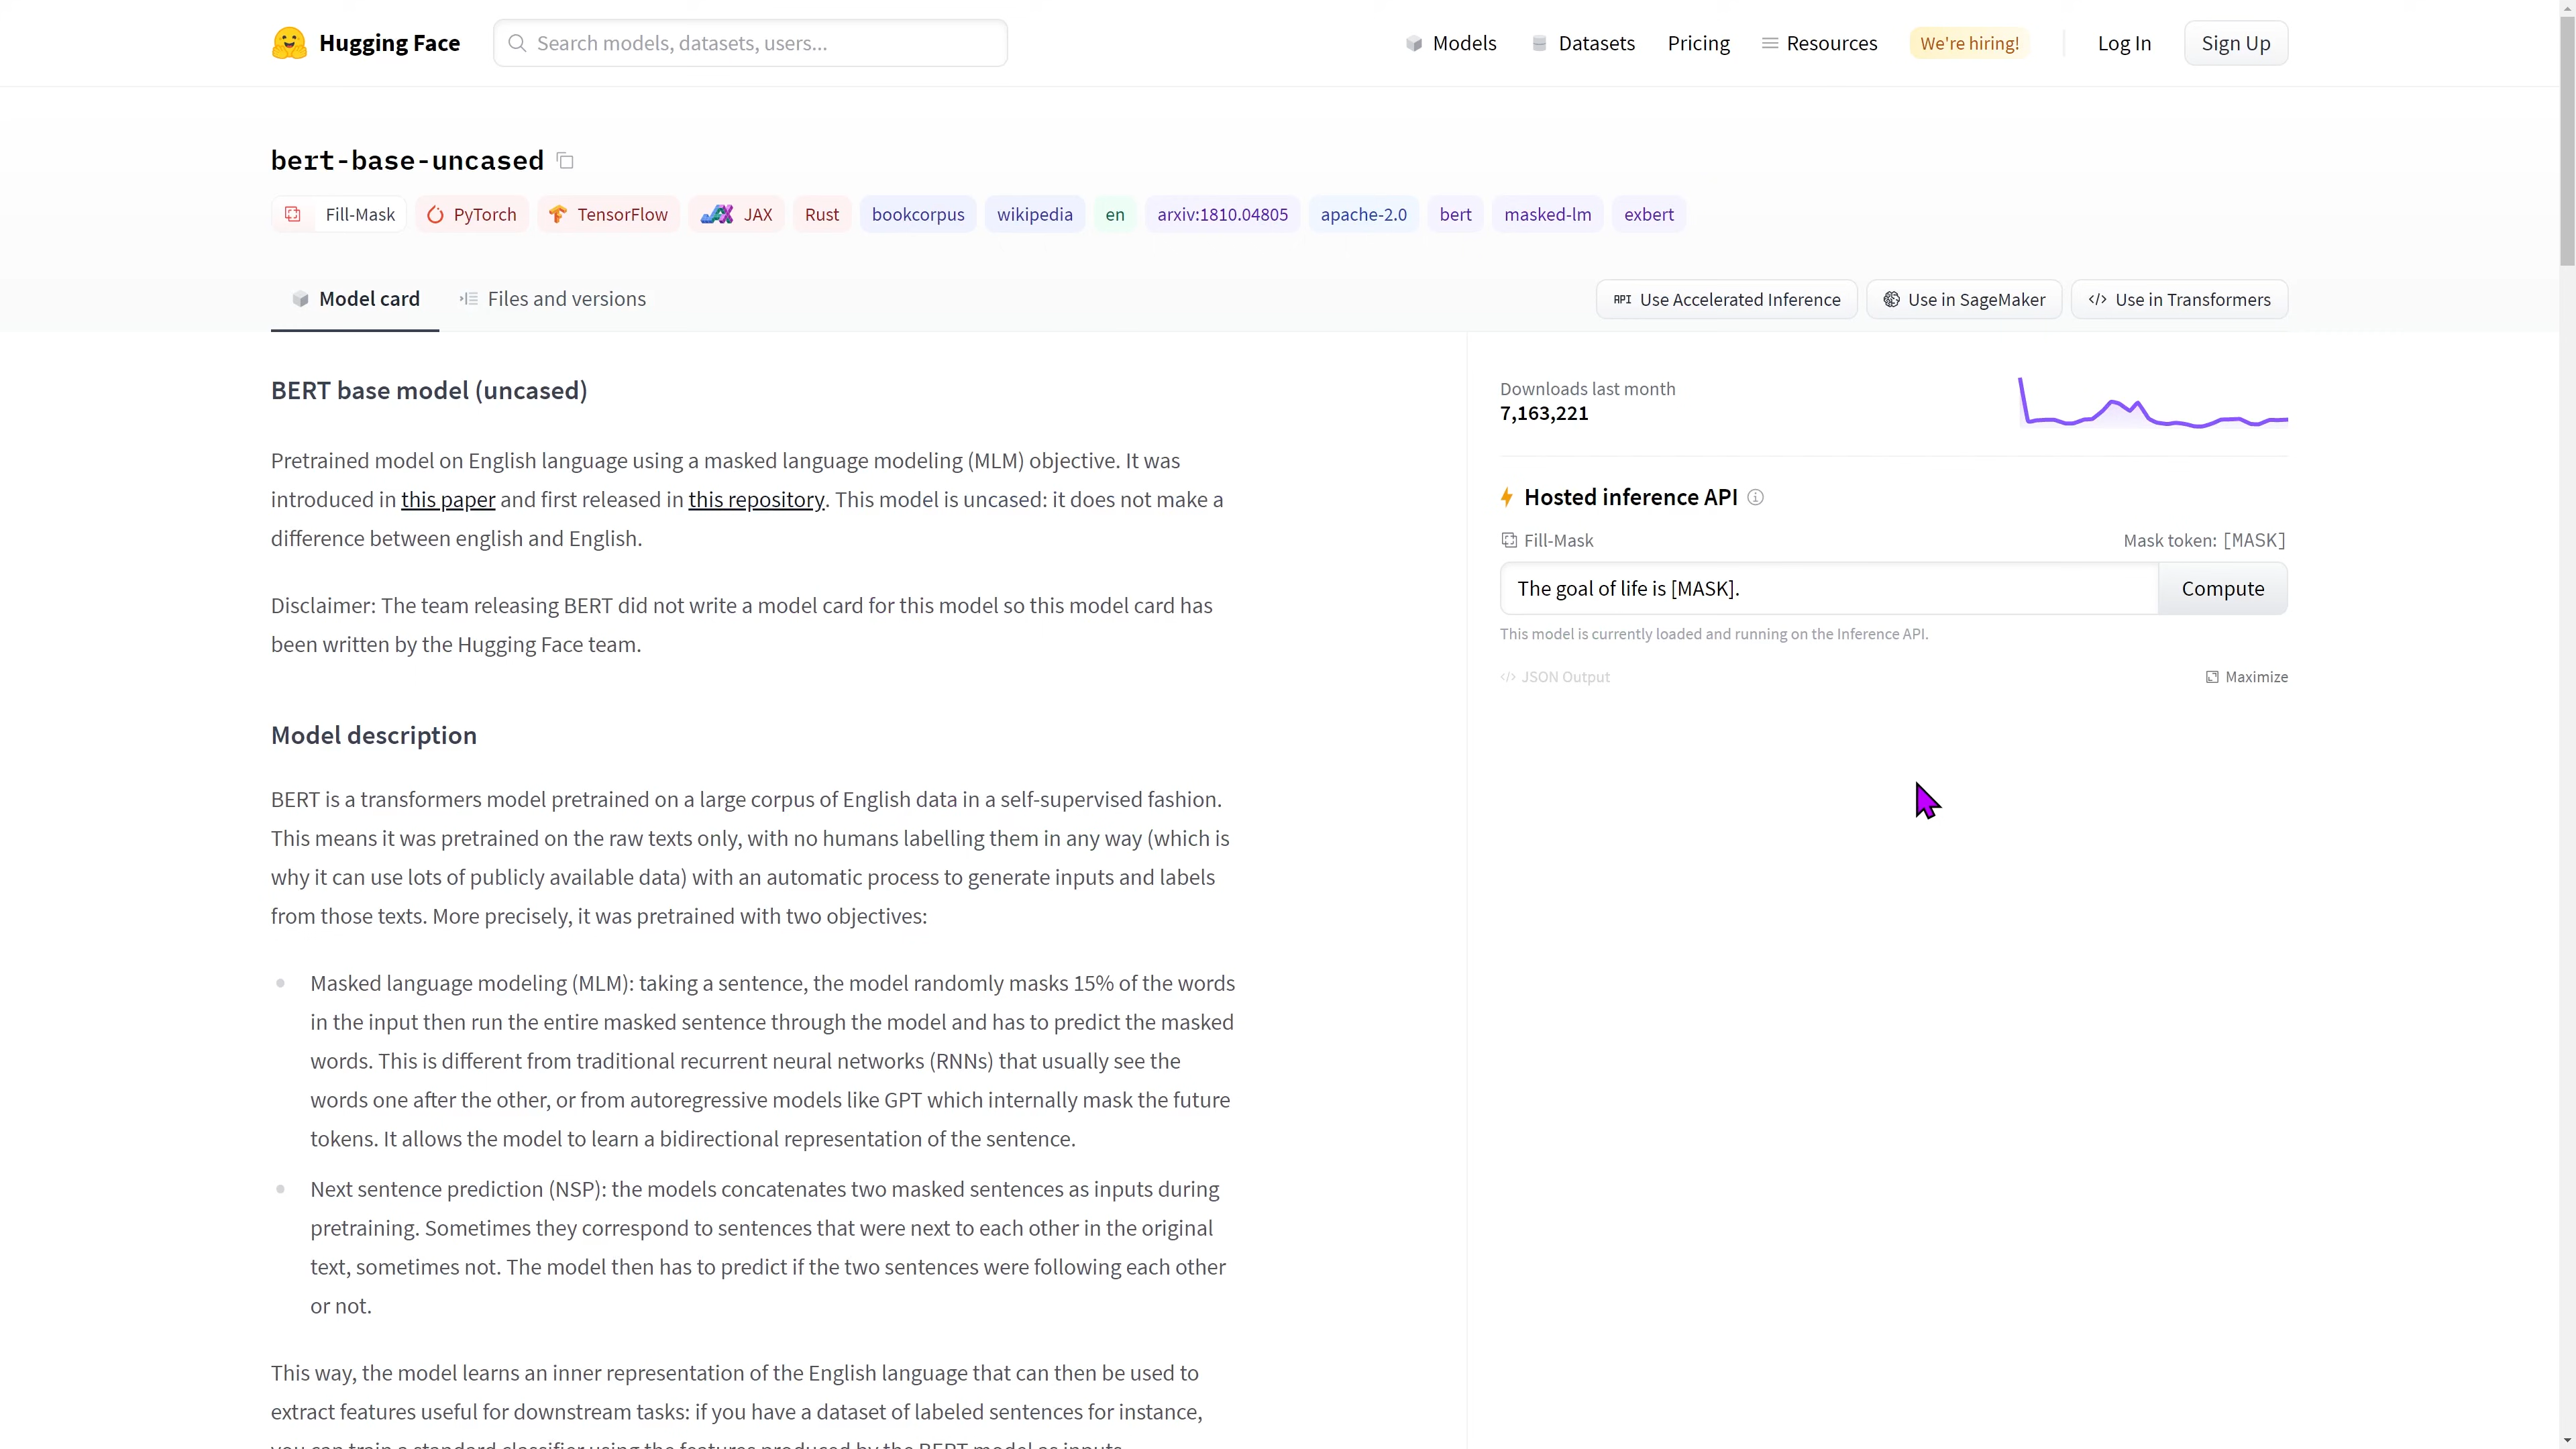 Hugging Face
Search models, datasets, users...
Models
Datasets
Pricing
Resources
We're hiring!
Log In
Sign Up
bert-base-uncased
Fill-Mask
PyTorch
TensorFlow
JAX
Rust
bookcorpus
wikipedia
en
arxiv:1810.04805
apache-2.0
bert
masked-lm
exbert
Model card
Files and versions
API Use Accelerated Inference
Use in SageMaker
</> Use in Transformers
BERT base model (uncased)
Pretrained model on English language using a masked language modeling (MLM) objective. It was
introduced in this paper and first released in this repository. This model is uncased: it does not make a
difference between english and English.
Disclaimer: The team releasing BERT did not write a model card for this model so this model card has
been written by the Hugging Face team.
Model description
BERT is a transformers model pretrained on a large corpus of English data in a self-supervised fashion.
This means it was pretrained on the raw texts only, with no humans labelling them in any way (which is
why it can use lots of publicly available data) with an automatic process to generate inputs and labels
from those texts. More precisely, it was pretrained with two objectives:
Masked language modeling (MLM): taking a sentence, the model randomly masks 15% of the words
in the input then run the entire masked sentence through the model and has to predict the masked
words. This is different from traditional recurrent neural networks (RNNs) that usually see the
words one after the other, or from autoregressive models like GPT which internally mask the future
tokens. It allows the model to learn a bidirectional representation of the sentence.
Next sentence prediction (NSP): the models concatenates two masked sentences as inputs during
pretraining. Sometimes they correspond to sentences that were next to each other in the original
text, sometimes not. The model then has to predict if the two sentences were following each other
or not.
This way, the model learns an inner representation of the English language that can then be used to
extract features useful for downstream tasks: if you have a dataset of labeled sentences for instance,
you can train a standard classifier using the features produced by the BERT model as inputs.
Downloads last month
7,163,221
Hosted inference API
Fill-Mask
Mask token: [MASK]
The goal of life is [MASK].
Compute
This model is currently loaded and running on the Inference API.
</> JSON Output
Maximize